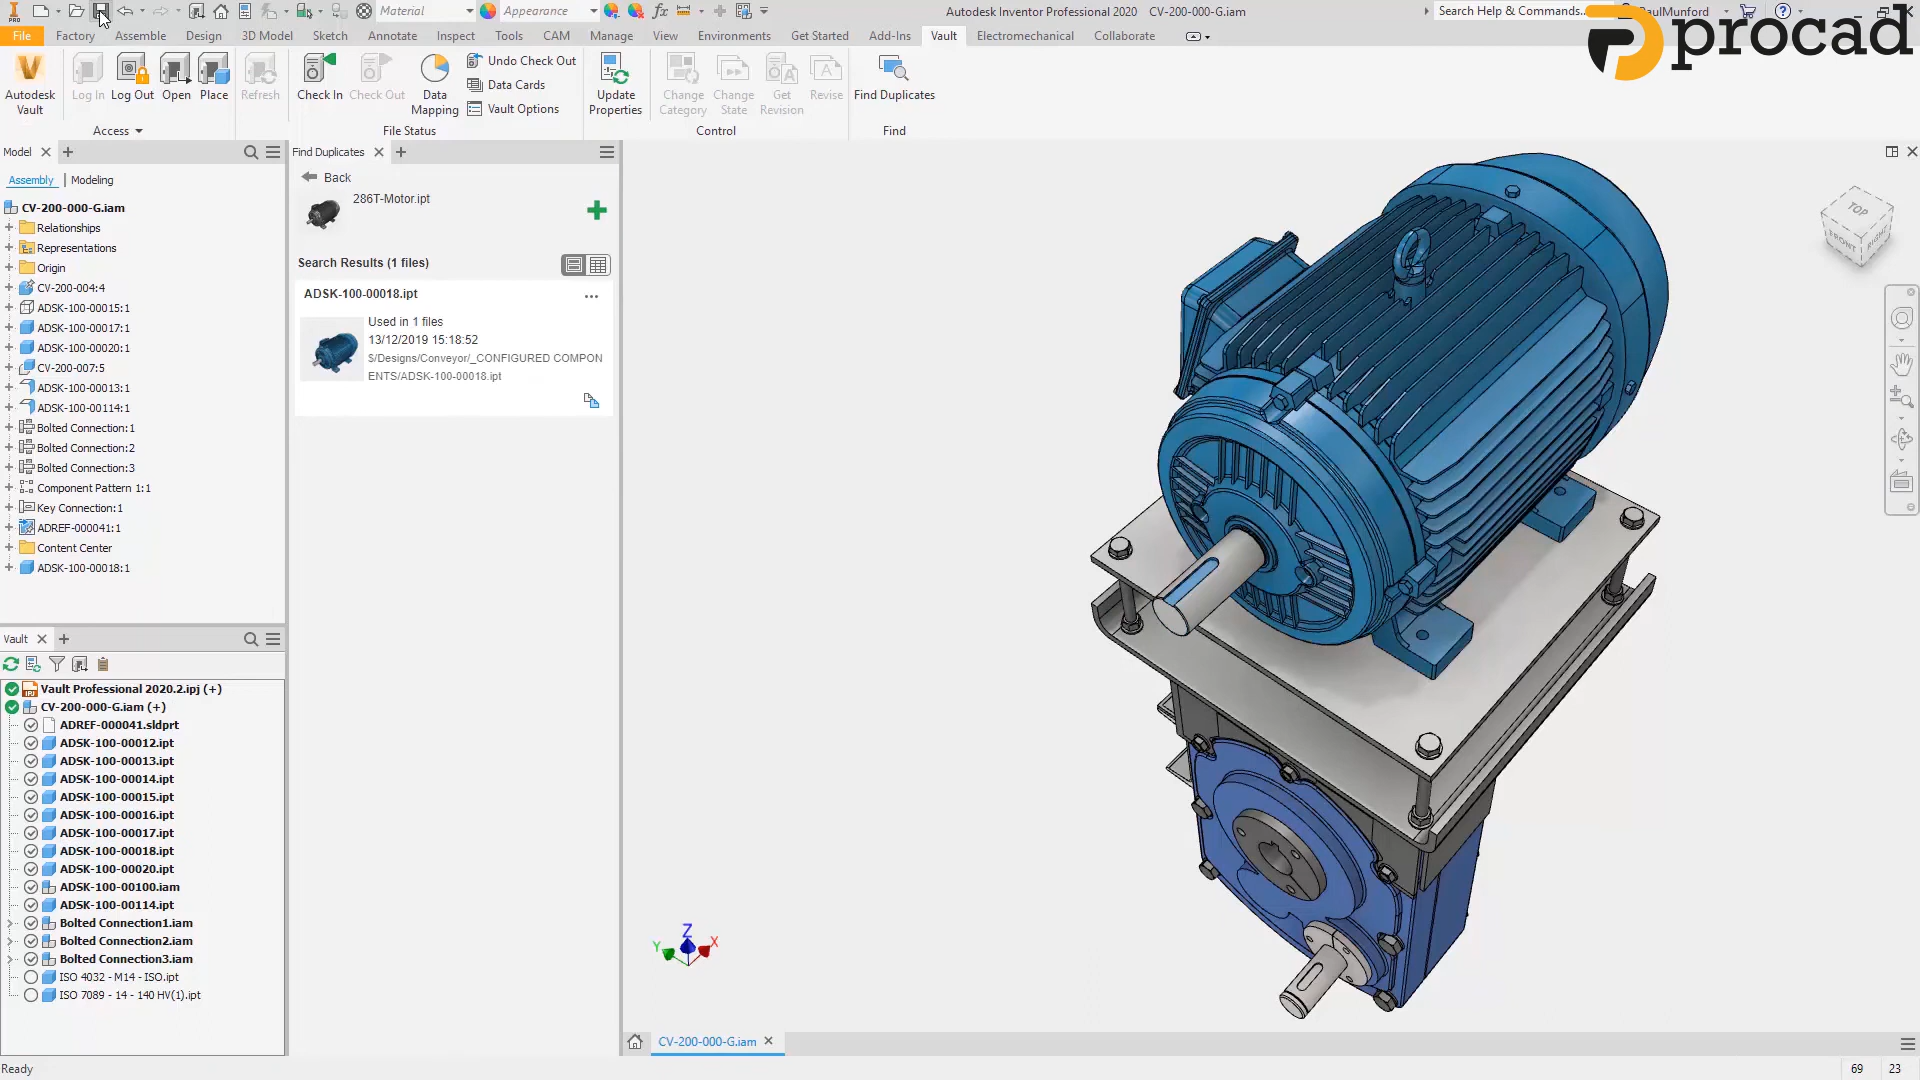 Material
Appearance
Autodesk Inventor Professional 2020 CV-200-000-G.iam
Search Help & Commands...
PaulMunford
procad
File
Factory
Assemble
Design
3D Model
Sketch
Annotate
Inspect
Tools
CAM
Manage
View
Environments
Get Started
Add-Ins
Vault
Electromechanical
Collaborate
Autodesk
Vault
Log In
Log Out
Open
Place
Refresh
Check In
Check Out
Data
Mapping
Undo Check Out
Data Cards
Vault Options
Update
Properties
Change
Category
Change
State
Get
Revision
Revise
Find Duplicates
Access
File Status
Control
Find
Model
Assembly
Modeling
CV-200-000-G.iam
Relationships
Representations
Origin
CV-200-004:4
ADSK-100-00015:1
ADSK-100-00017:1
ADSK-100-00020:1
CV-200-007:5
ADSK-100-00013:1
ADSK-100-00114:1
Bolted Connection:1
Bolted Connection:2
Bolted Connection:3
Component Pattern 1:1
Key Connection:1
ADREF-000041:1
Content Center
ADSK-100-00018:1
Vault
Vault Professional 2020.2.ipj (+)
CV-200-000-G.iam (+)
ADREF-000041.sldprt
ADSK-100-00012.ipt
ADSK-100-00013.ipt
ADSK-100-00014.ipt
ADSK-100-00015.ipt
ADSK-100-00016.ipt
ADSK-100-00017.ipt
ADSK-100-00018.ipt
ADSK-100-00020.ipt
ADSK-100-00100.iam
ADSK-100-00114.ipt
Bolted Connection1.iam
Bolted Connection2.iam
Bolted Connection3.iam
ISO 4032 - M14 - ISO.ipt
ISO 7089 - 14 - 140 HV(1).ipt
Find Duplicates
Back
286T-Motor.ipt
Search Results (1 files)
ADSK-100-00018.ipt
Used in 1 files
13/12/2019 15:18:52
$/Designs/Conveyor/_CONFIGURED COMPON
ENTS/ADSK-100-00018.ipt
TOP
FRONT
RIGHT
Z
Y
X
CV-200-000-G.iam
Ready
69
23